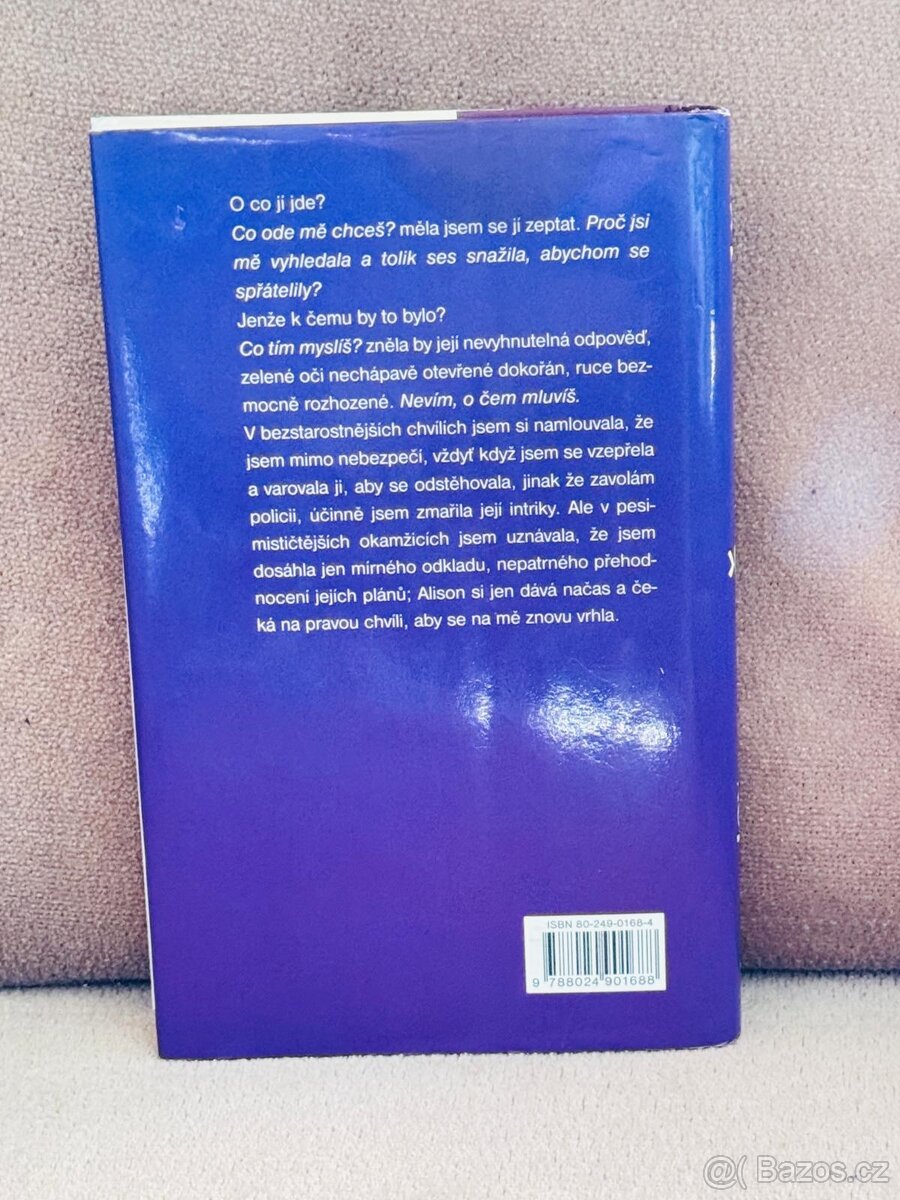 O co jí jde?
Co ode mě chceš? měla jsem se jí zeptat. Proč jsi
mě vyhledala a tolik ses snažila, abychom se
spřátelily?
Jenže k čemu by to bylo?
Co tím myslíš? zněla by její nevyhnutelná odpověď,
zelené oči nechápavě otevřené dokořán, ruce bez-
mocně rozhozené. Nevím, o čem mluvíš.
V bezstarostnějších chvílích jsem si namlouvala, že
jsem mimo nebezpečí, vždyť když jsem se vzepřela
a varovala ji, aby se odstěhovala, jinak že zavolám
policii, účinně jsem zmařila její intriky. Ale v pesi-
mističtějších okamžicích jsem uznávala, že jsem
dosáhla jen mírného odkladu, nepatrného přehod-
nocení jejích plánů; Alison si jen dává načas a če-
ká na pravou chvíli, aby se na mě znovu vrhla.
ISBN 80-249-0168-4
9 788024 901688
@( Bazos.cz